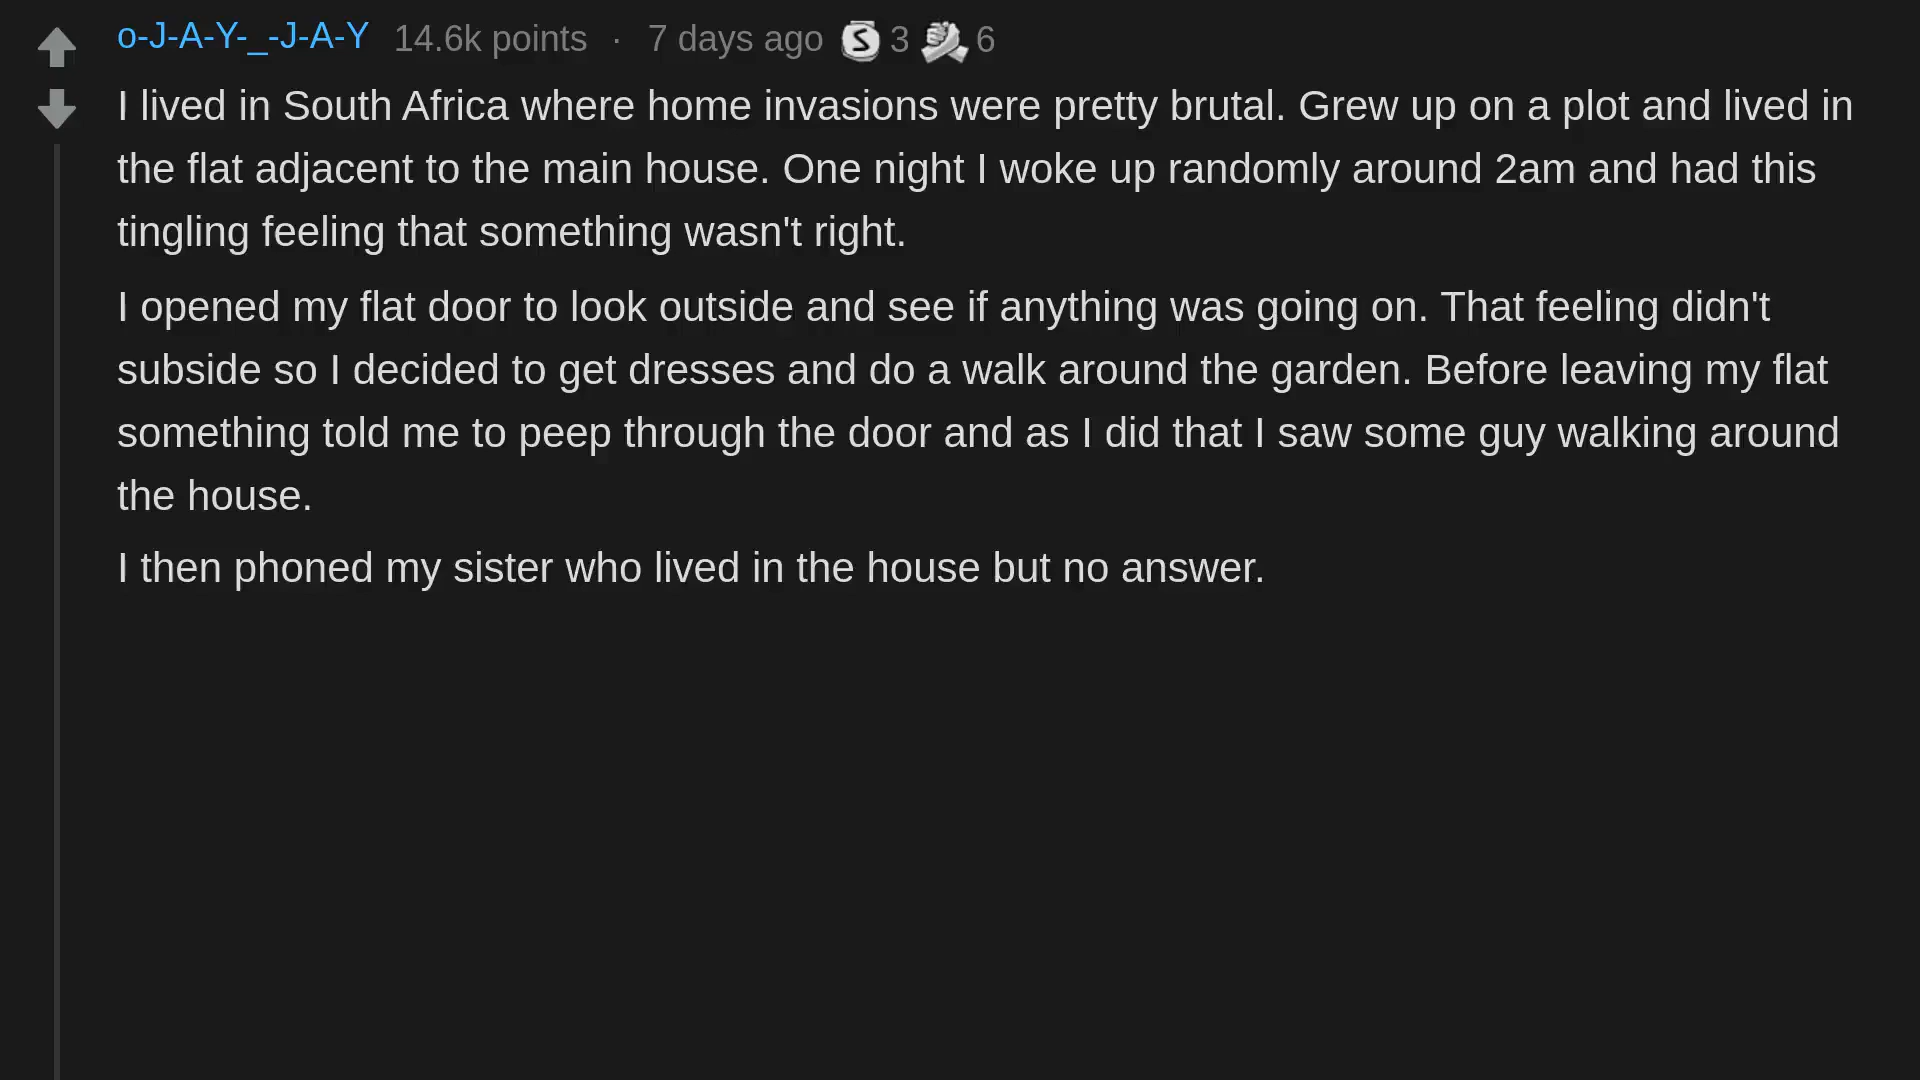 o-J-A-Y-_-J-A-Y 14.6k points · 7 days ago S 3 6
I lived in South Africa where home invasions were pretty brutal. Grew up on a plot and lived in
the flat adjacent to the main house. One night I woke up randomly around 2am and had this
tingling feeling that something wasn't right.
I opened my flat door to look outside and see if anything was going on. That feeling didn't
subside so I decided to get dresses and do a walk around the garden. Before leaving my flat
something told me to peep through the door and as I did that I saw some guy walking around
the house.
I then phoned my sister who lived in the house but no answer.